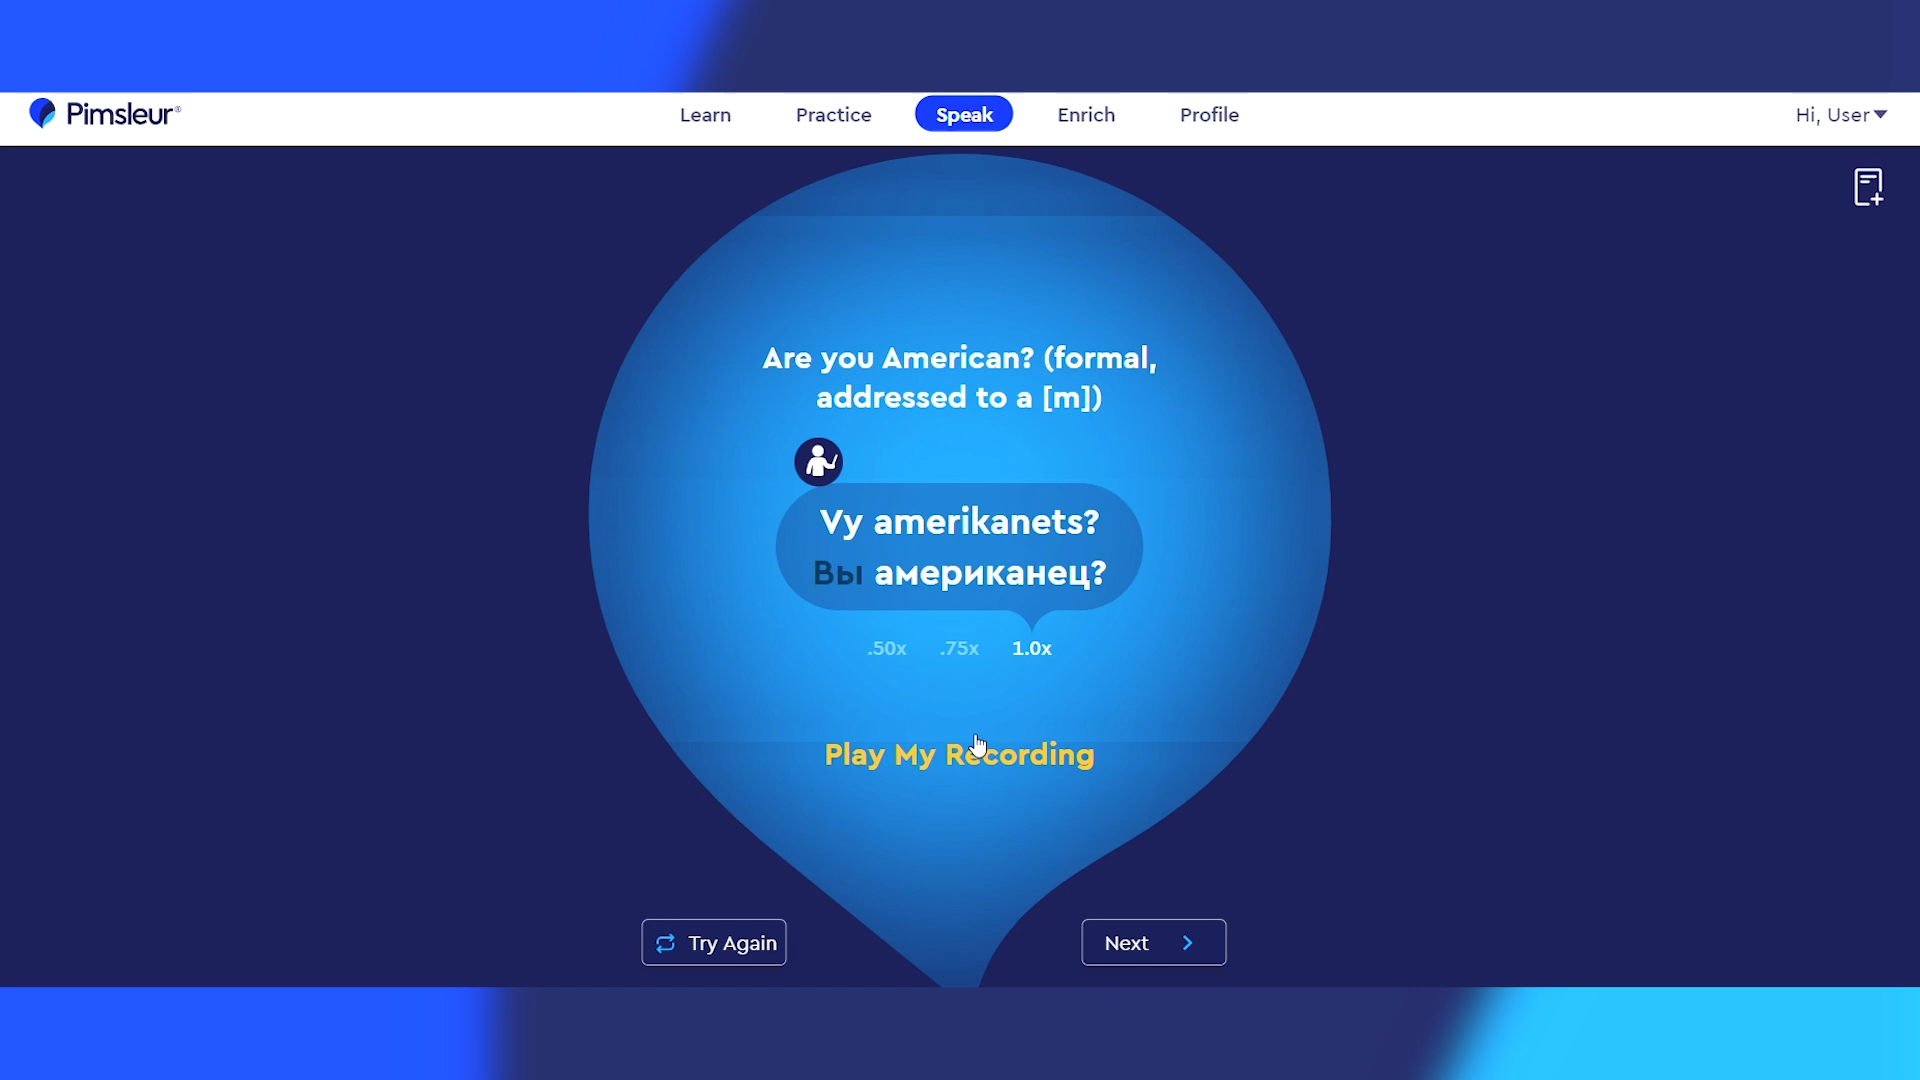 Pimsleur®
Learn Practice Speak Enrich Profile Hi, User
Are you American? (formal,
addressed to a [m])
Vy amerikanets?
Вы американец?
.50x .75x 1.0x
Play My Recording
Try Again Next